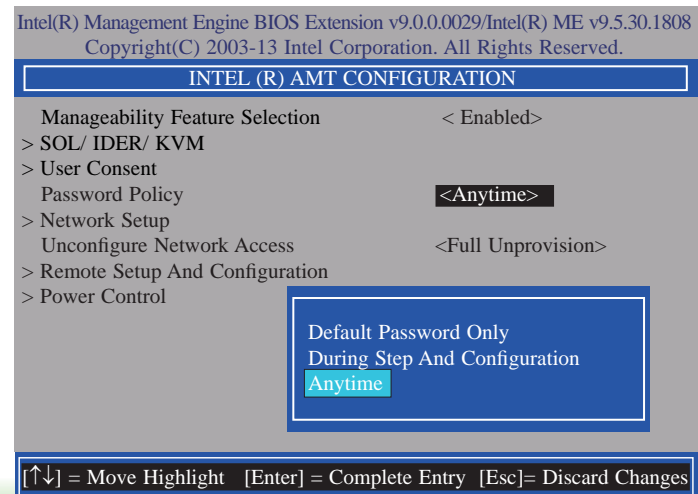 Intel(R) Management Engine BIOS Extension v9.0.0.0029/Intel(R) ME v9.5.30.1808
Copyright(C) 2003-13 Intel Corporation. All Rights Reserved.
INTEL (R) AMT CONFIGURATION
Manageability Feature Selection < Enabled>
> SOL/ IDER/ KVM
> User Consent
Password Policy <Anytime>
> Network Setup
Unconfigure Network Access <Full Unprovision>
> Remote Setup And Configuration
> Power Control
Default Password Only
During Step And Configuration
Anytime
[↑↓] = Move Highlight [Enter] = Complete Entry [Esc]= Discard Changes